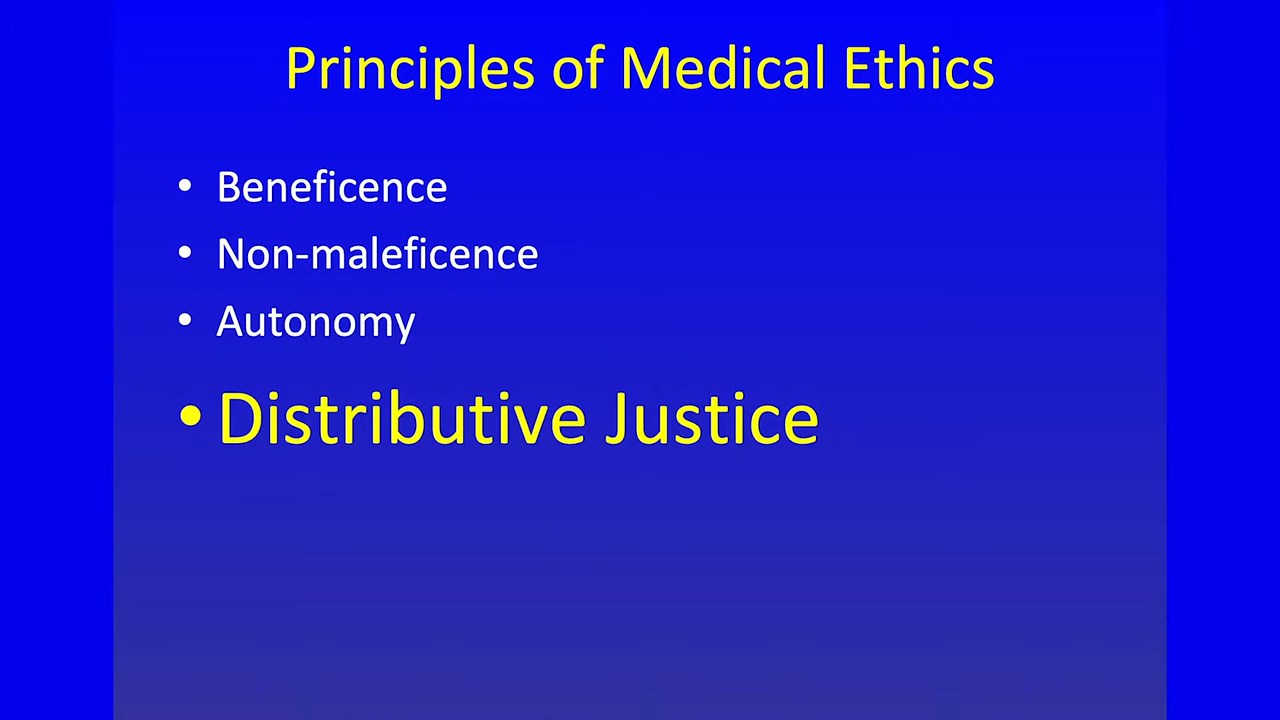 Principles of Medical Ethics
• Beneficence
• Non-maleficence
• Autonomy
• Distributive Justice